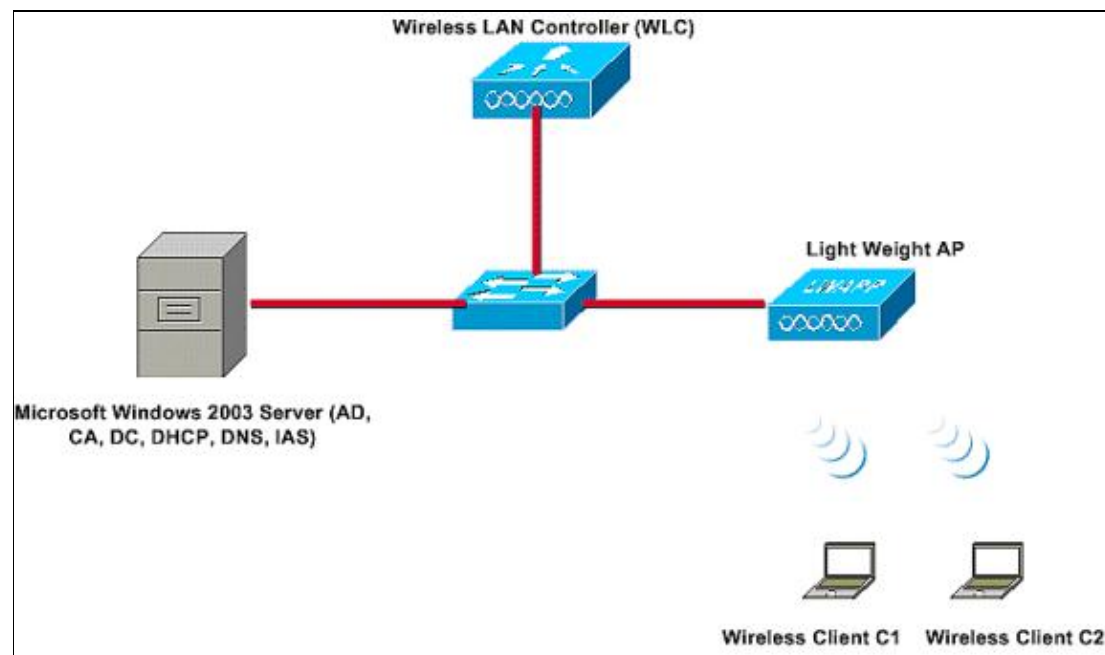 Wireless LAN Controller (WLC)
Light Weight AP
LWAPP
Microsoft Windows 2003 Server (AD,
CA, DC, DHCP, DNS, IAS)
Wireless Client C1
Wireless Client C2